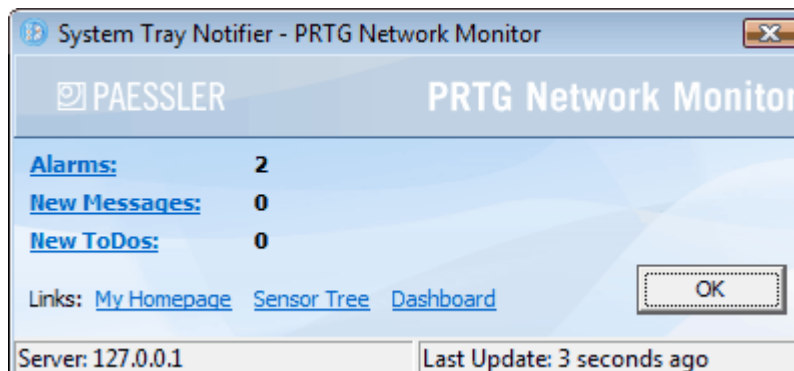 System Tray Notifier - PRTG Network Monitor
PAESSLER PRTG Network Monitor
Alarms: 2
New Messages: 0
New ToDos: 0
Links: My Homepage Sensor Tree Dashboard OK
Server: 127.0.0.1 Last Update: 3 seconds ago